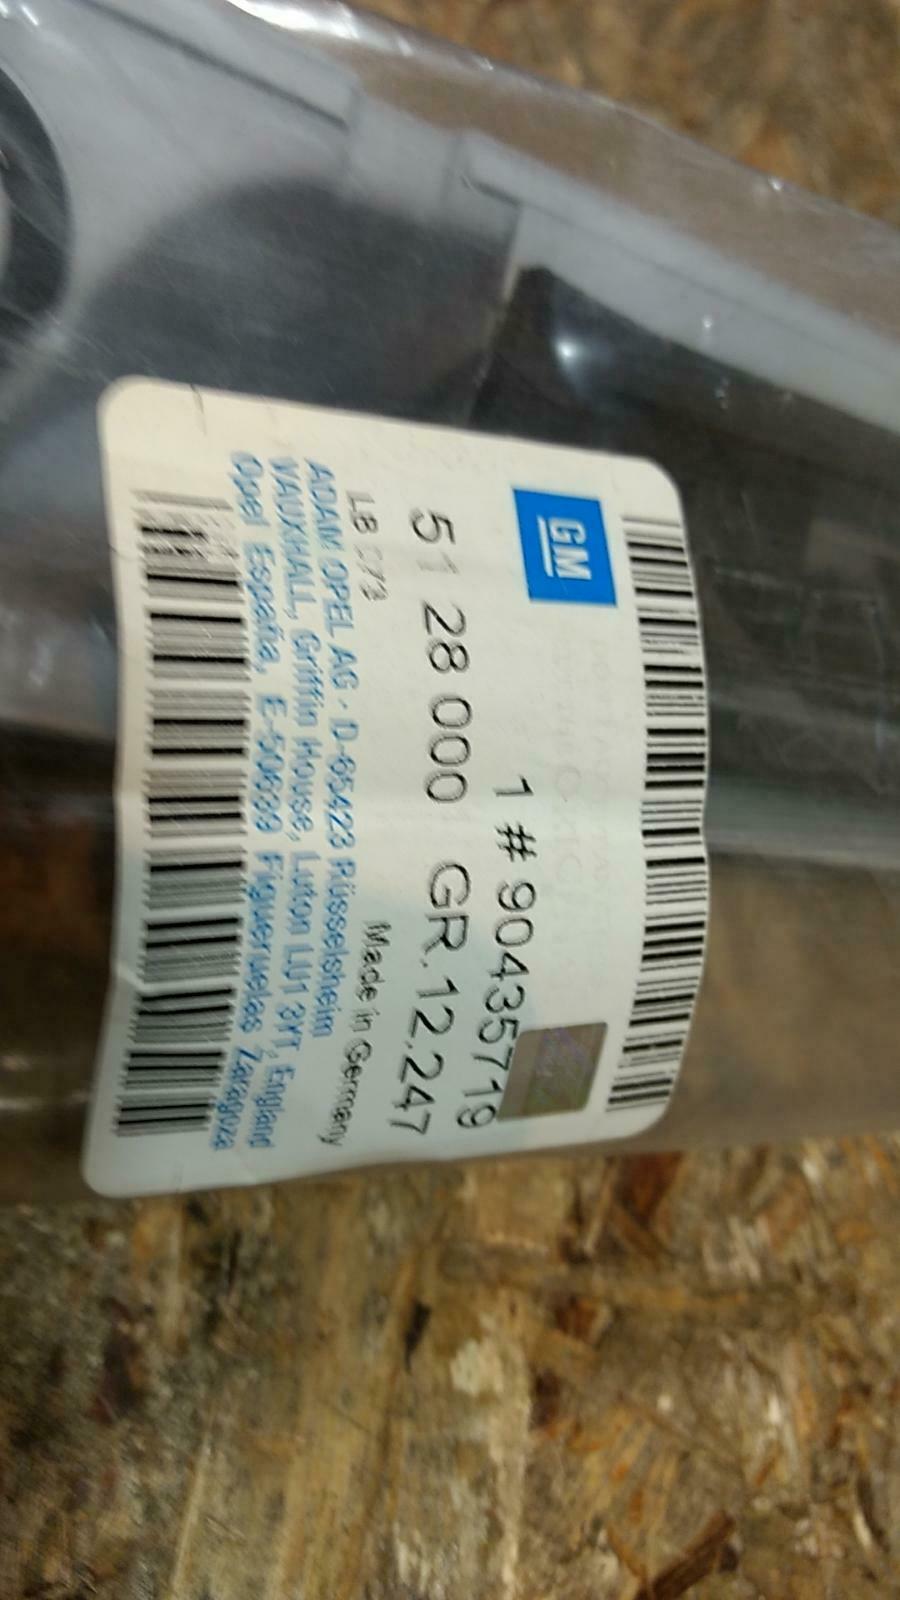 GM
1 # 90435719
51 28 000 GR.12.247
LB Made in Germany
ADAM OPEL AG · D-65423 Rüsselsheim
VAUXHALL, Griffin House, Luton LU1 3YT, England
Opel España, E-50639 Figueruelas Zaragoza